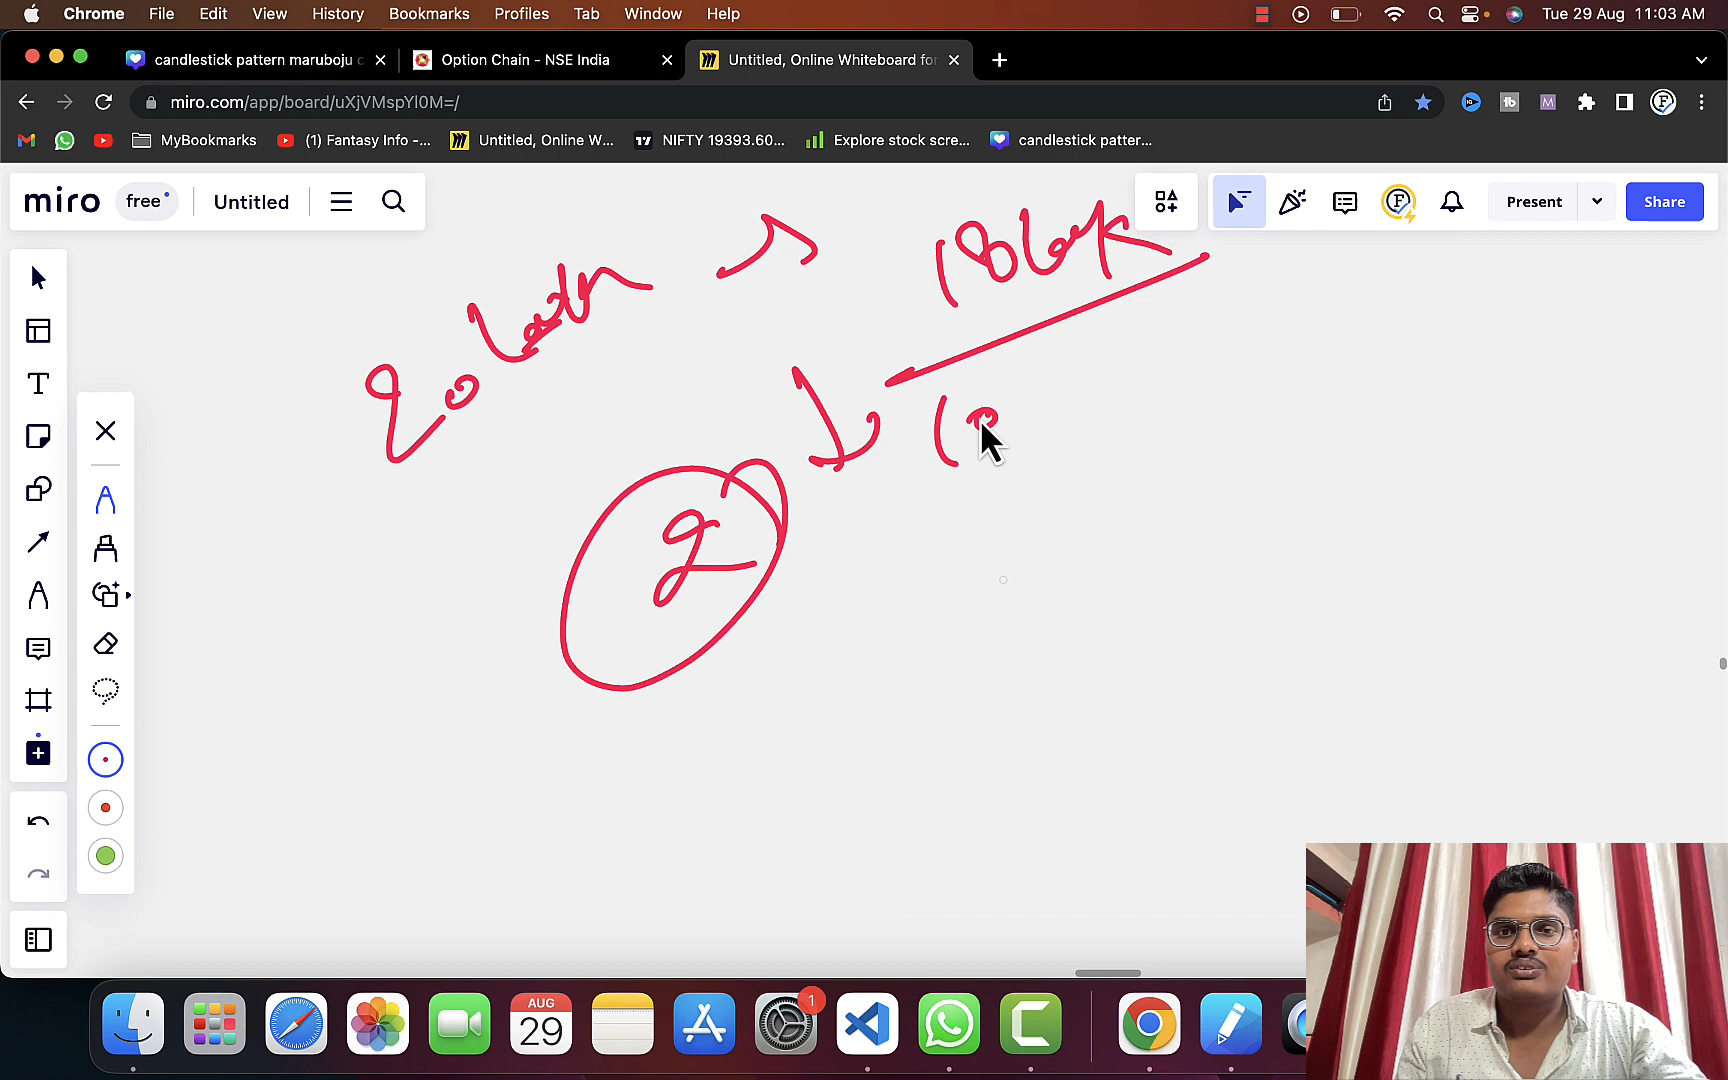 Chrome File Edit View History Bookmarks Profiles Tab Window Help Tue 29 Aug 11:03 AM
candlestick pattern maruboju c Option Chain - NSE India Untitled, Online Whiteboard for
miro.com/app/board/uXjVMspYl0M=/
MyBookmarks (1) Fantasy Info -... Untitled, Online W... NIFTY 19393.60... Explore stock scre... candlestick patter...
miro free Untitled Present Share
18 lak
20
2
AUG
29
1